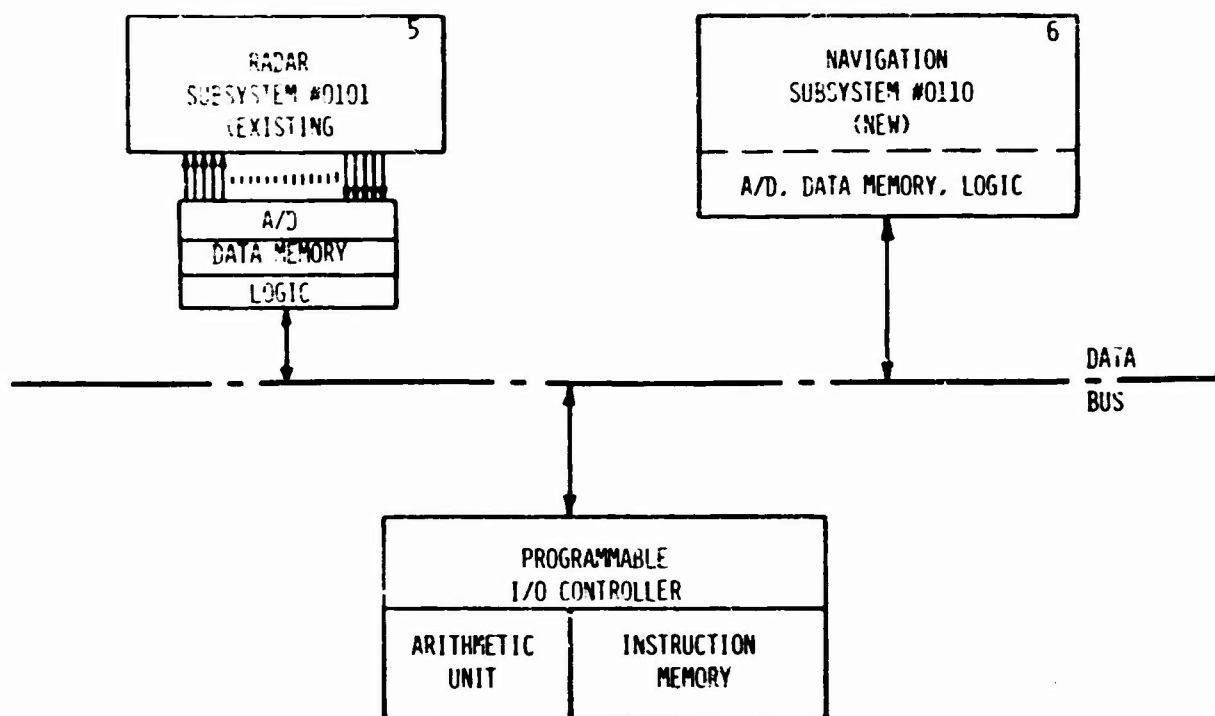 5
RADAR
SUBSYSTEM #0101
(EXISTING
6
NAVIGATION
SUBSYSTEM #0110
(NEW)
A/D, DATA MEMORY, LOGIC
A/D
DATA MEMORY
LOGIC
DATA
BUS
PROGRAMMABLE
I/O CONTROLLER
ARITHMETIC
UNIT
INSTRUCTION
MEMORY